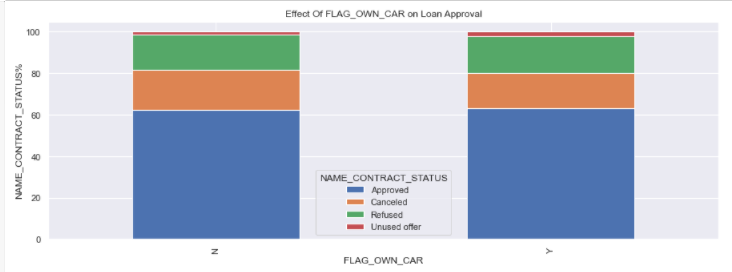 Effect Of FLAG_OWN_CAR on Loan Approval
NAME_CONTRACT_STATUS%
100
80
60
40
20
0
NAME_CONTRACT_STATUS
Approved
Canceled
Refused
Unused offer
N
Y
FLAG_OWN_CAR